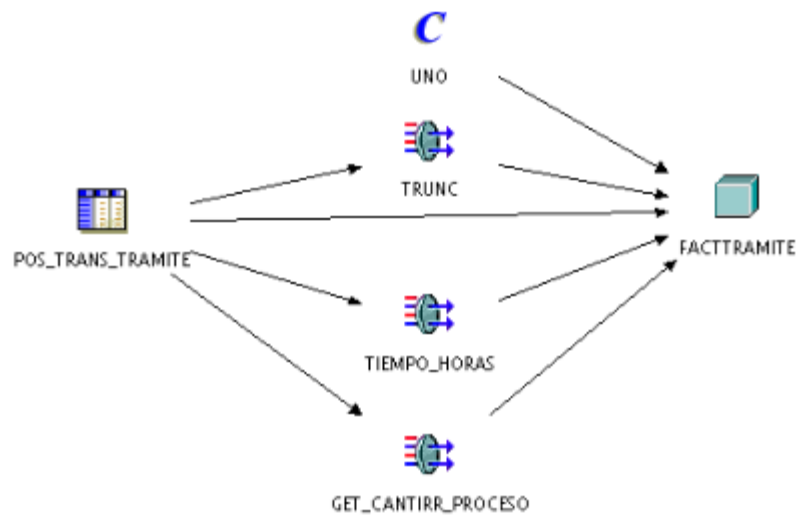 C
UNO
TRUNC
POS_TRANS_TRAMITE
FACTTRAMITE
TIEMPO_HORAS
GET_CANTIRR_PROCESO